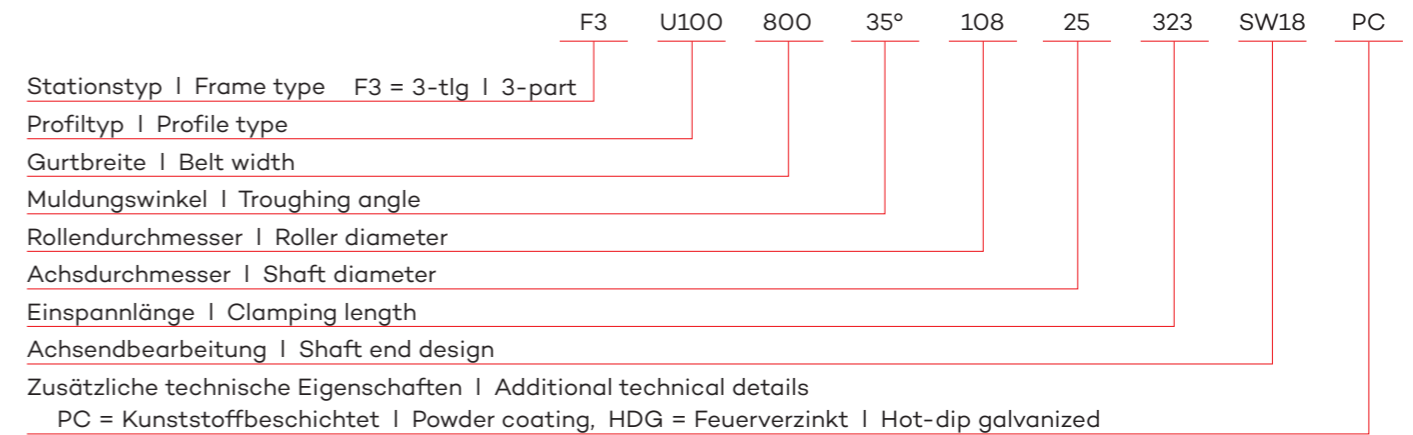 F3 U100 800 35° 108 25 323 SW18 PC
Stationstyp | Frame type F3 = 3-tlg | 3-part
Profiltyp | Profile type
Gurtbreite | Belt width
Muldungswinkel | Troughing angle
Rollendurchmesser | Roller diameter
Achsdurchmesser | Shaft diameter
Einspannlänge | Clamping length
Achsendbearbeitung | Shaft end design
Zusätzliche technische Eigenschaften | Additional technical details
PC = Kunststoffbeschichtet | Powder coating, HDG = Feuerverzinkt | Hot-dip galvanized